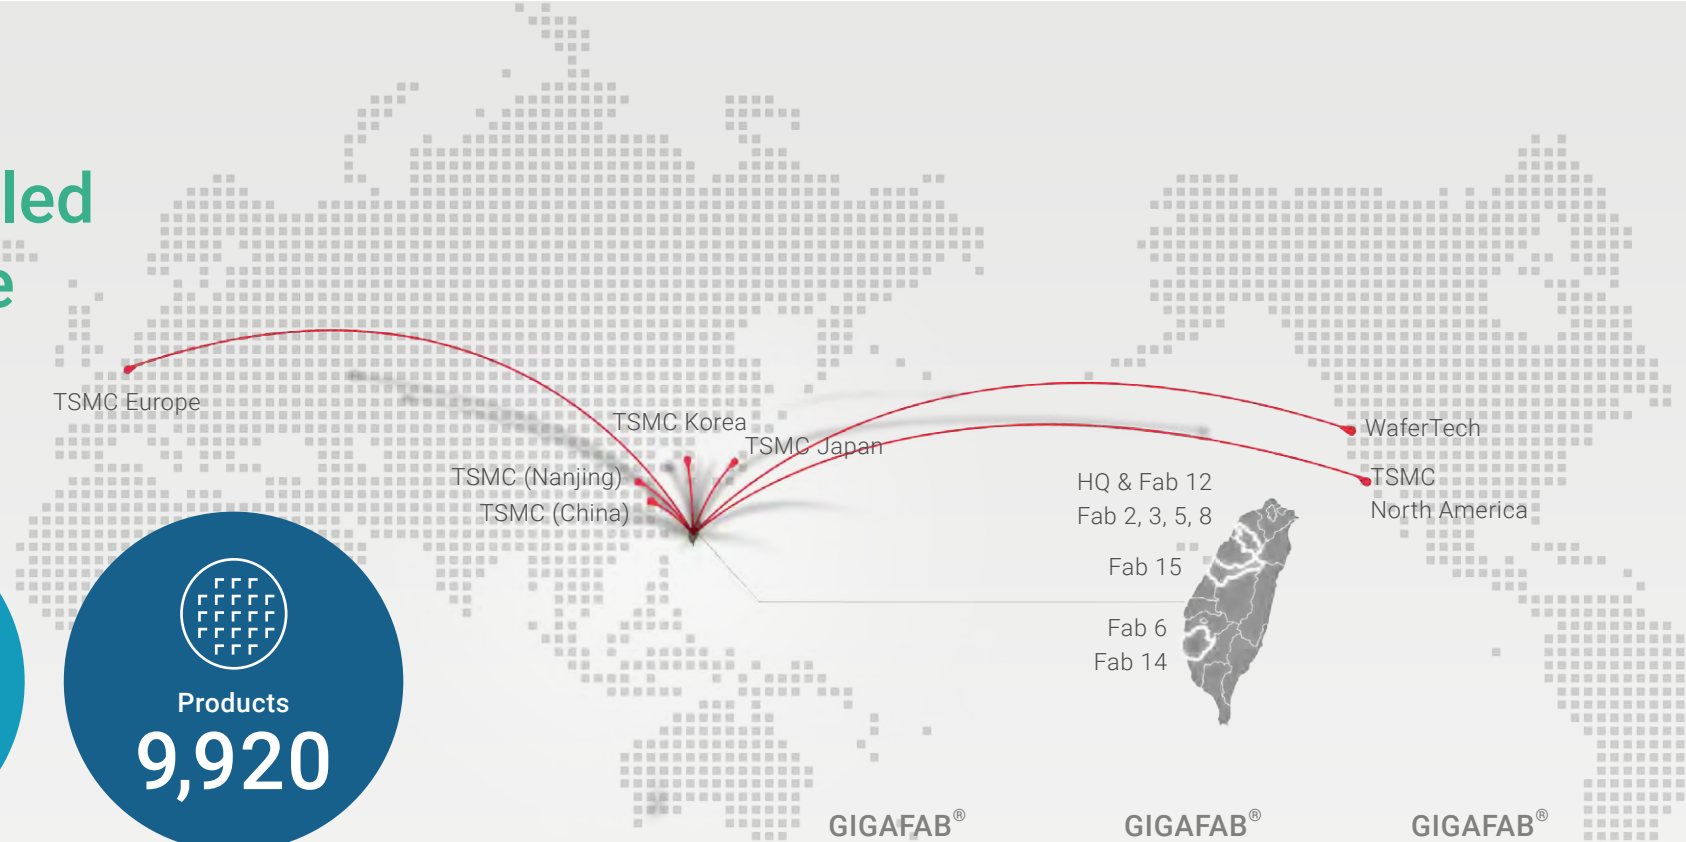 led
e
TSMC Europe
TSMC Korea
TSMC Japan
TSMC (Nanjing)
TSMC (China)
WaferTech
TSMC
North America
HQ & Fab 12
Fab 2, 3, 5, 8
Fab 15
Fab 6
Fab 14
Products
9,920
GIGAFAB®
GIGAFAB®
GIGAFAB®